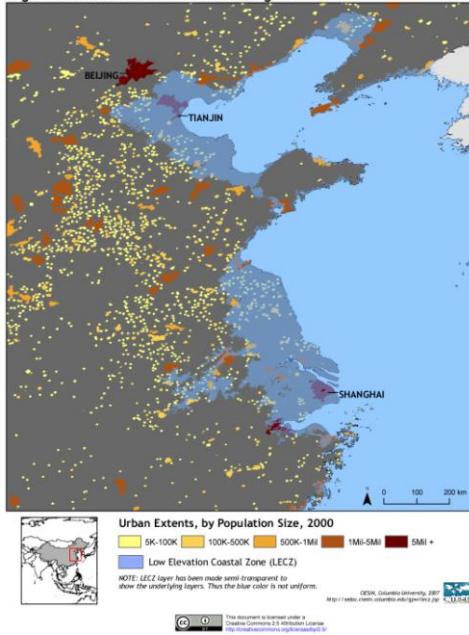 BEIJING
TIANJIN
SHANGHAI
N
0 100 200 km
Urban Extents, by Population Size, 2000
5K-100K 100K-500K 500K-1Mil 1Mil-5Mil 5Mil +
Low Elevation Coastal Zone (LECZ)
NOTE: LECZ layer has been made semi-transparent to
show the underlying layers. Thus the blue color is not uniform.
CIESIN, Columbia University, 2007
This document is licensed under a
Creative Commons 2.5 Attribution License